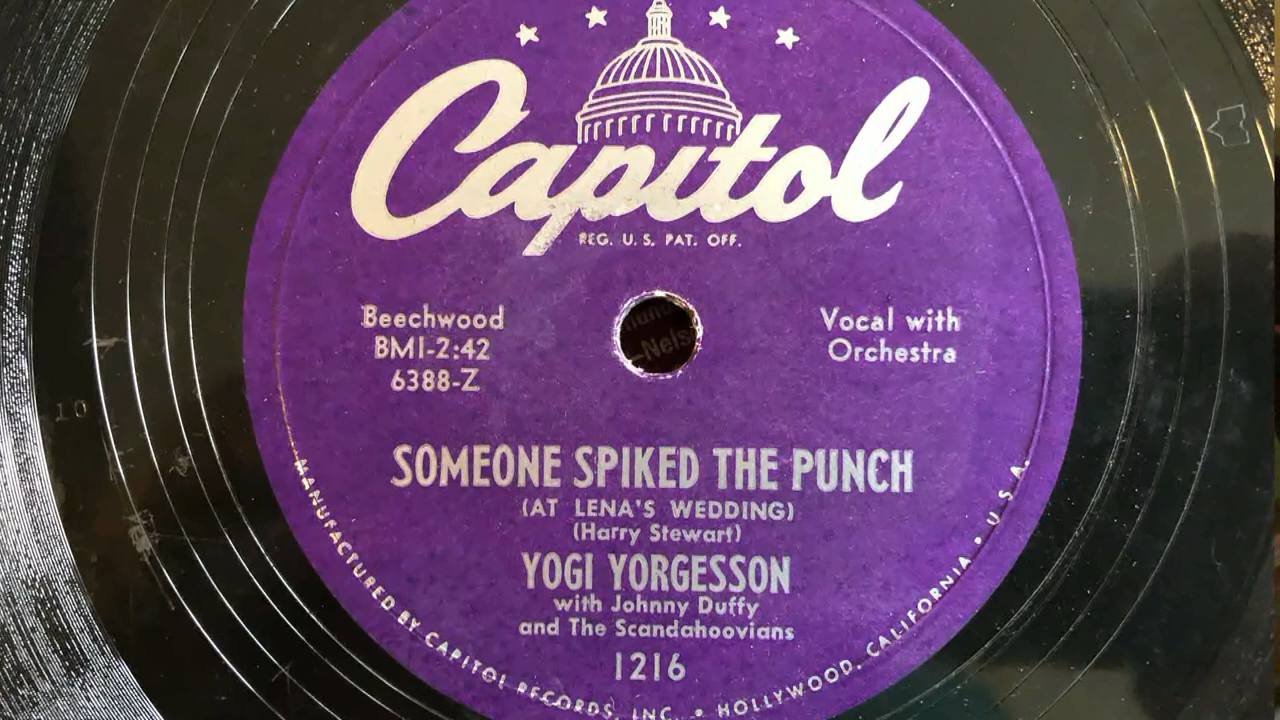 Capitol
REG. U. S. PAT. OFF.
Beechwood
BMI-2:42
6388-Z
Vocal with
Orchestra
SOMEONE SPIKED THE PUNCH
(AT LENA'S WEDDING)
(Harry Stewart)
YOGI YORGESSON
with Johnny Duffy
and The Scandahoovians
1216
MANUFACTURED BY CAPITOL RECORDS, INC. • HOLLYWOOD, CALIFORNIA • U. S. A.
10